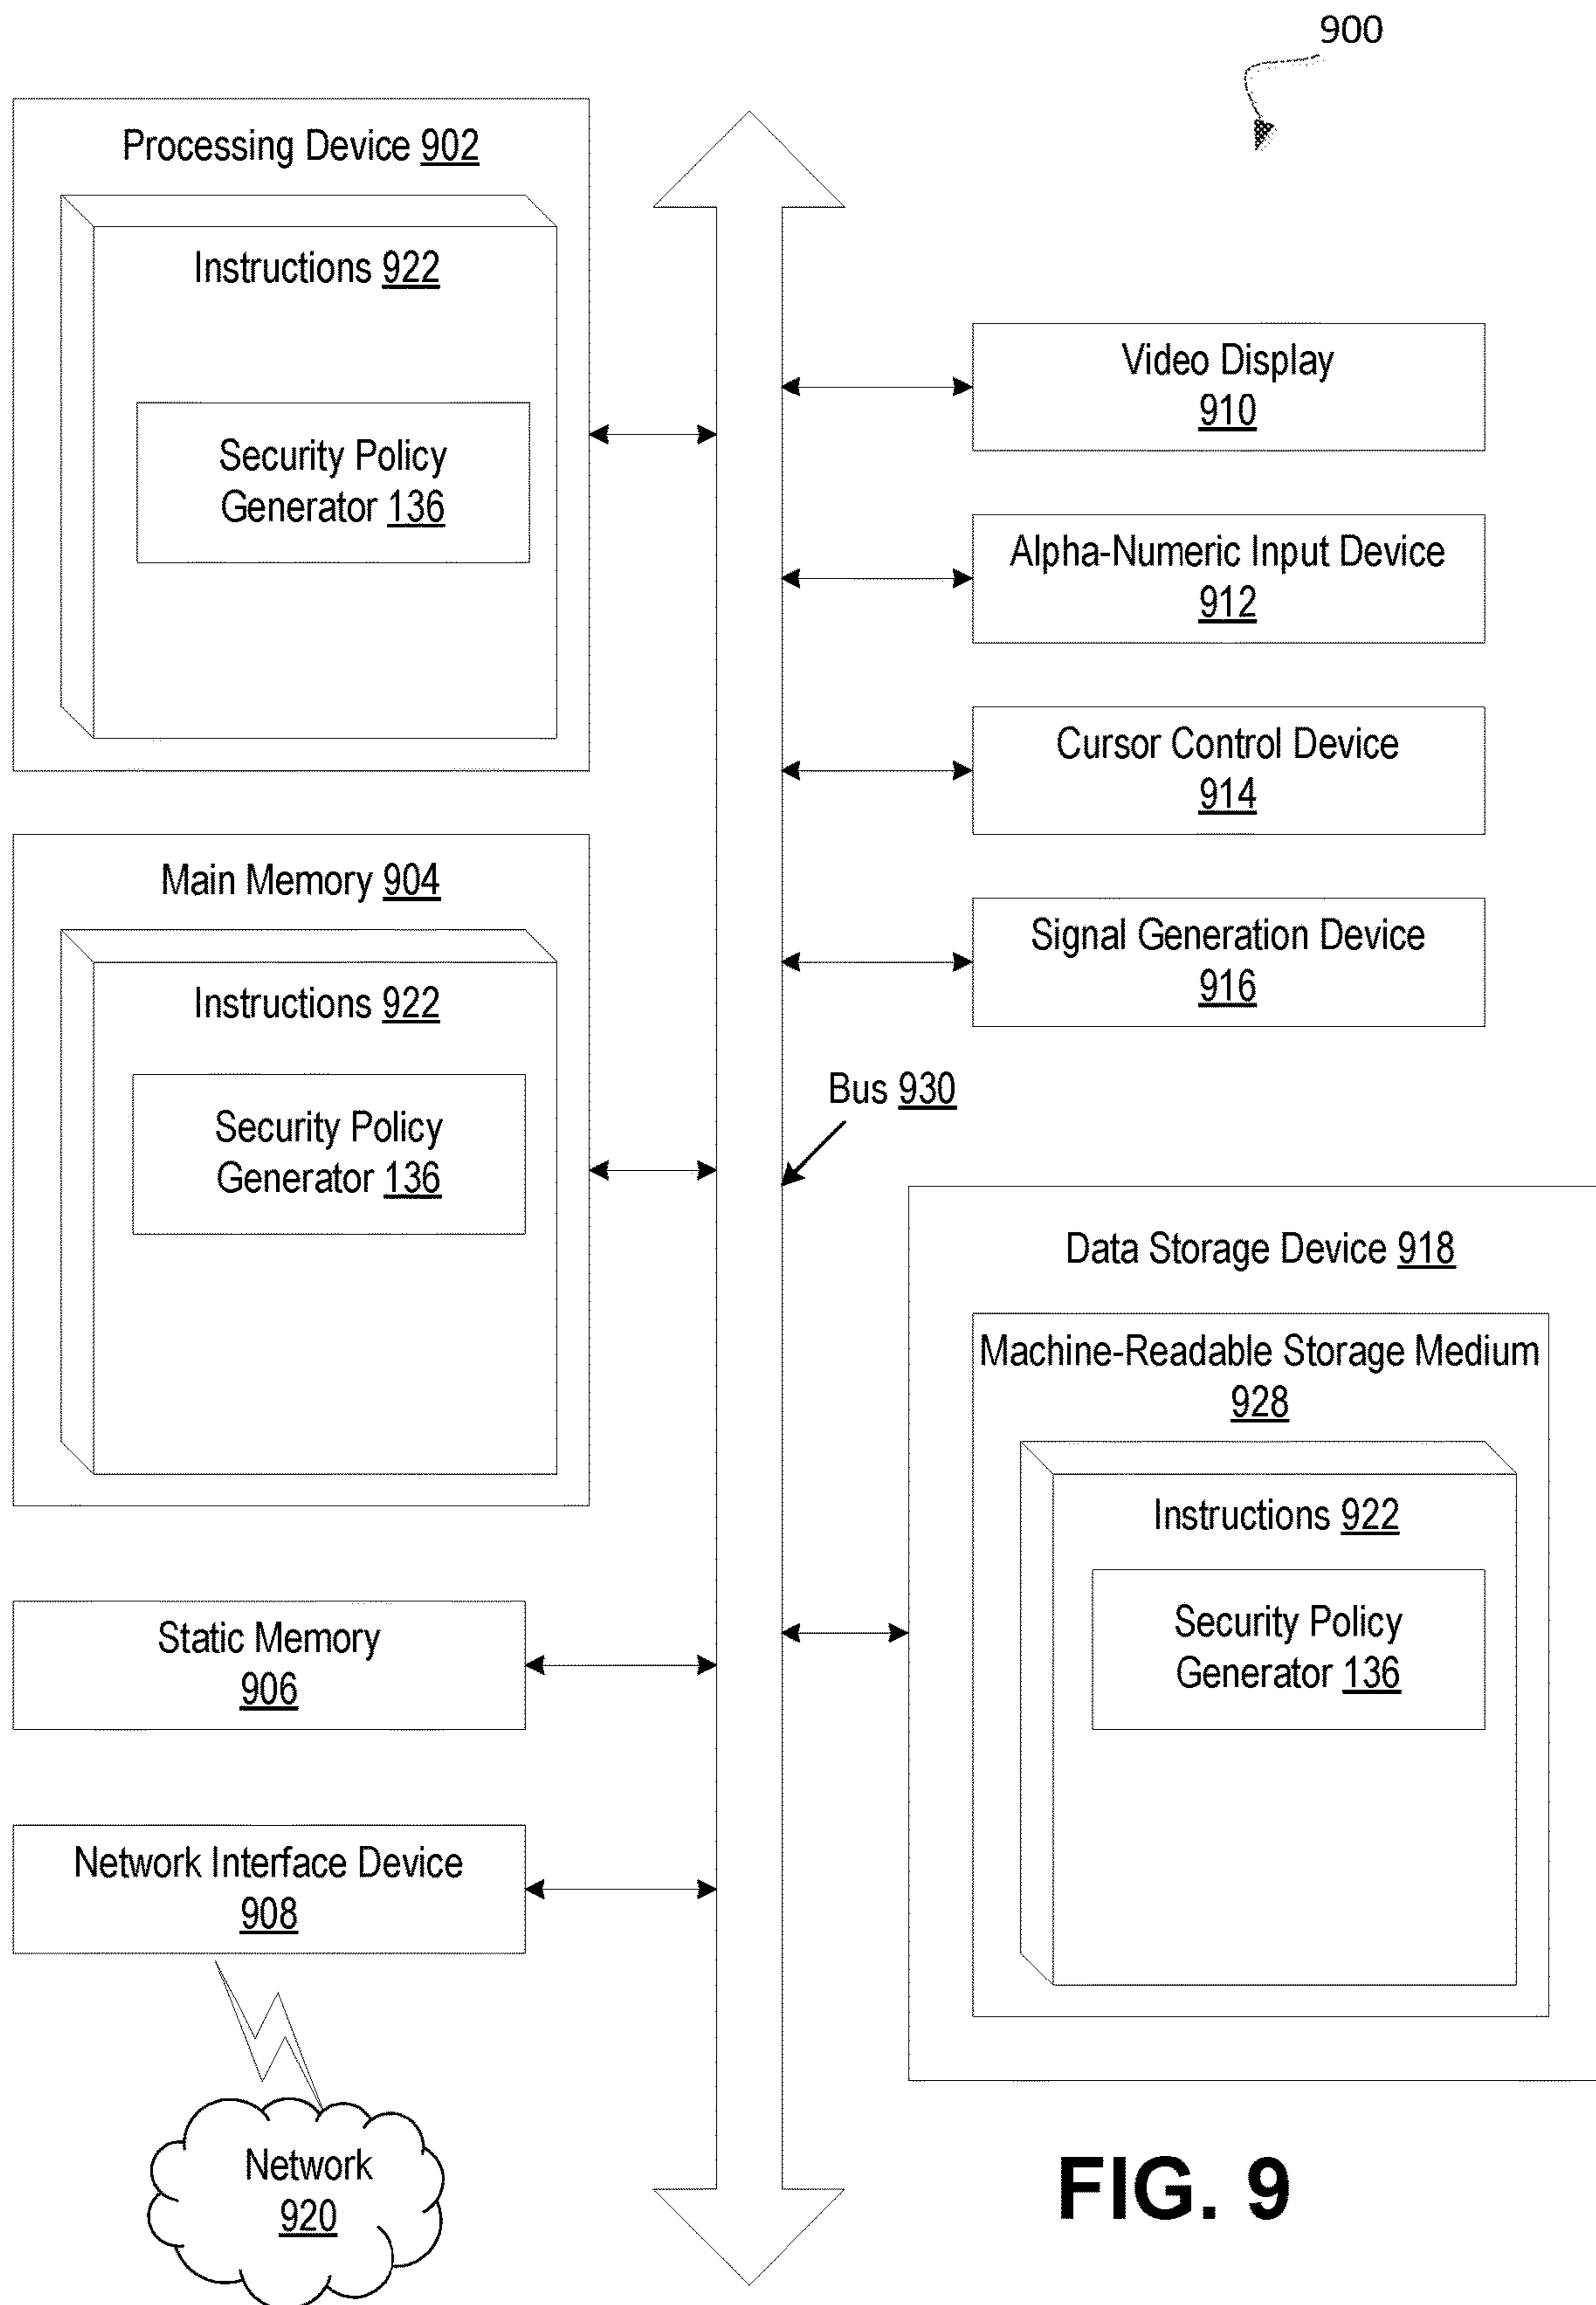 900
Processing Device 902
Instructions 922
Security Policy
Generator 136
Video Display
910
Alpha-Numeric Input Device
912
Cursor Control Device
914
Signal Generation Device
916
Main Memory 904
Instructions 922
Security Policy
Generator 136
Bus 930
Data Storage Device 918
Machine-Readable Storage Medium
928
Instructions 922
Security Policy
Generator 136
Static Memory
906
Network Interface Device
908
Network
920
FIG. 9